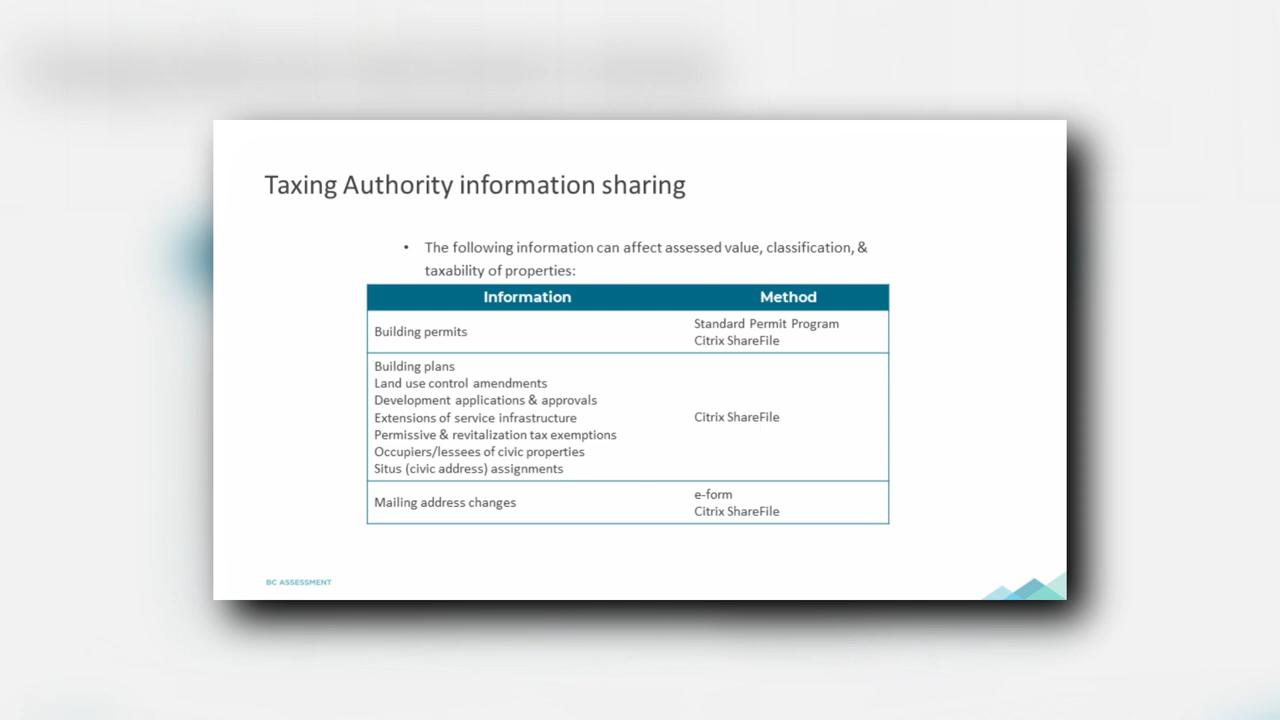 Taxing Authority information sharing
• The following information can affect assessed value, classification, &
taxability of properties:
Information Method
Building permits
Standard Permit Program
Citrix ShareFile
Building plans
Land use control amendments
Development applications & approvals
Extensions of service infrastructure
Permissive & revitalization tax exemptions
Occupiers/lessees of civic properties
Situs (civic address) assignments
Citrix ShareFile
Mailing address changes
e-form
Citrix ShareFile
BC ASSESSMENT